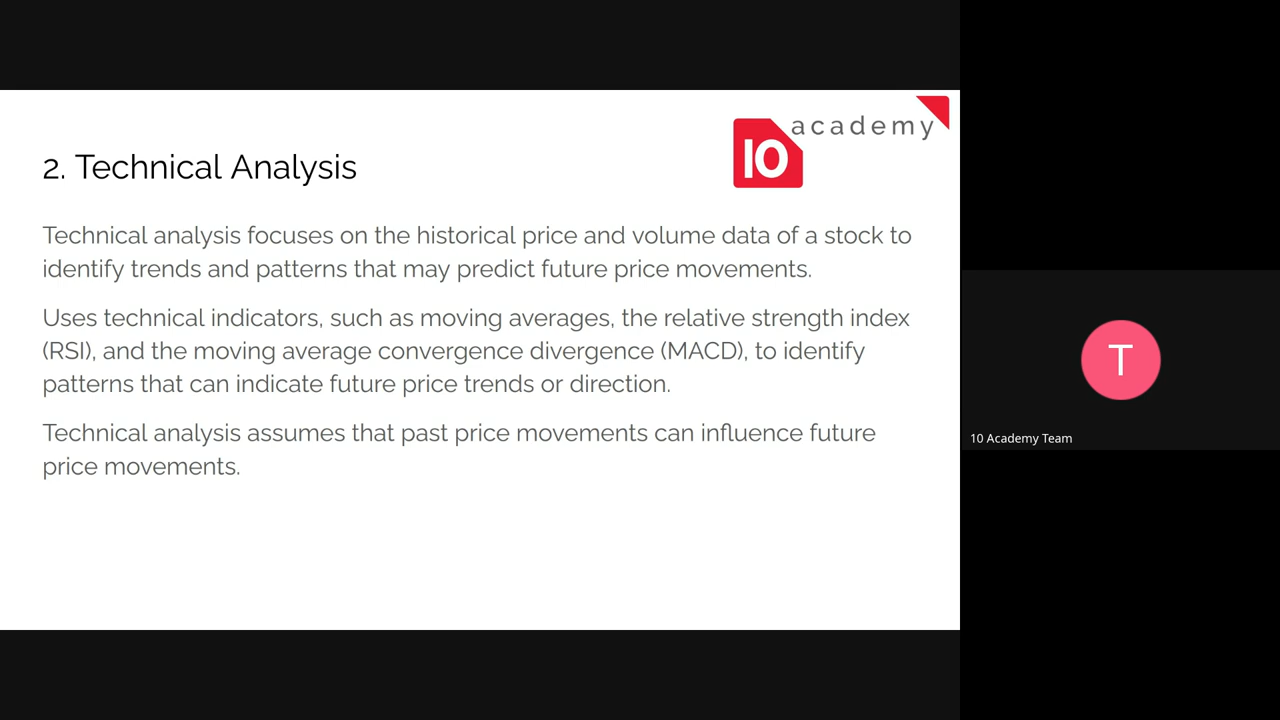 10 academy
2. Technical Analysis
Technical analysis focuses on the historical price and volume data of a stock to
identify trends and patterns that may predict future price movements.
Uses technical indicators, such as moving averages, the relative strength index
(RSI), and the moving average convergence divergence (MACD), to identify
patterns that can indicate future price trends or direction.
Technical analysis assumes that past price movements can influence future
price movements.
T
10 Academy Team